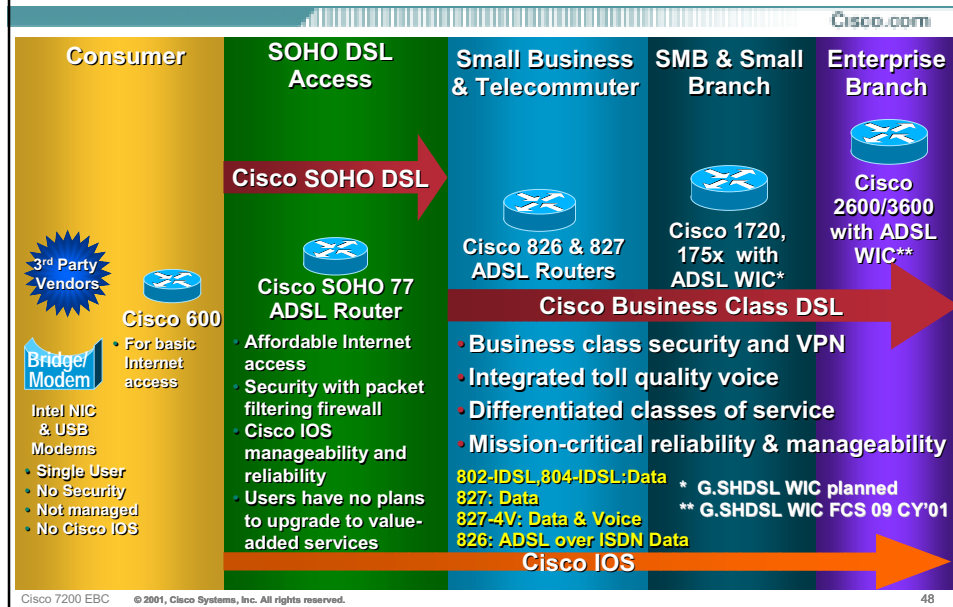 Cisco.com
Consumer
SOHO DSL
Access
Small Business
& Telecommuter
SMB & Small
Branch
Enterprise
Branch
Cisco SOHO DSL
3rd Party
Vendors
Cisco 600
• For basic
Internet
access
Bridge/
Modem
Intel NIC
& USB
Modems
• Single User
• No Security
• Not managed
• No Cisco IOS
Cisco SOHO 77
ADSL Router
• Affordable Internet
access
• Security with packet
filtering firewall
• Cisco IOS
manageability and
reliability
• Users have no plans
to upgrade to value-
added services
Cisco 826 & 827
ADSL Routers
Cisco 1720,
175x with
ADSL WIC*
Cisco
2600/3600
with ADSL
WIC**
Cisco Business Class DSL
• Business class security and VPN
• Integrated toll quality voice
• Differentiated classes of service
• Mission-critical reliability & manageability
802-IDSL,804-IDSL:Data
827: Data
827-4V: Data & Voice
826: ADSL over ISDN Data
* G.SHDSL WIC planned
** G.SHDSL WIC FCS 09 CY'01
Cisco IOS
Cisco 7200 EBC © 2001, Cisco Systems, Inc. All rights reserved. 48